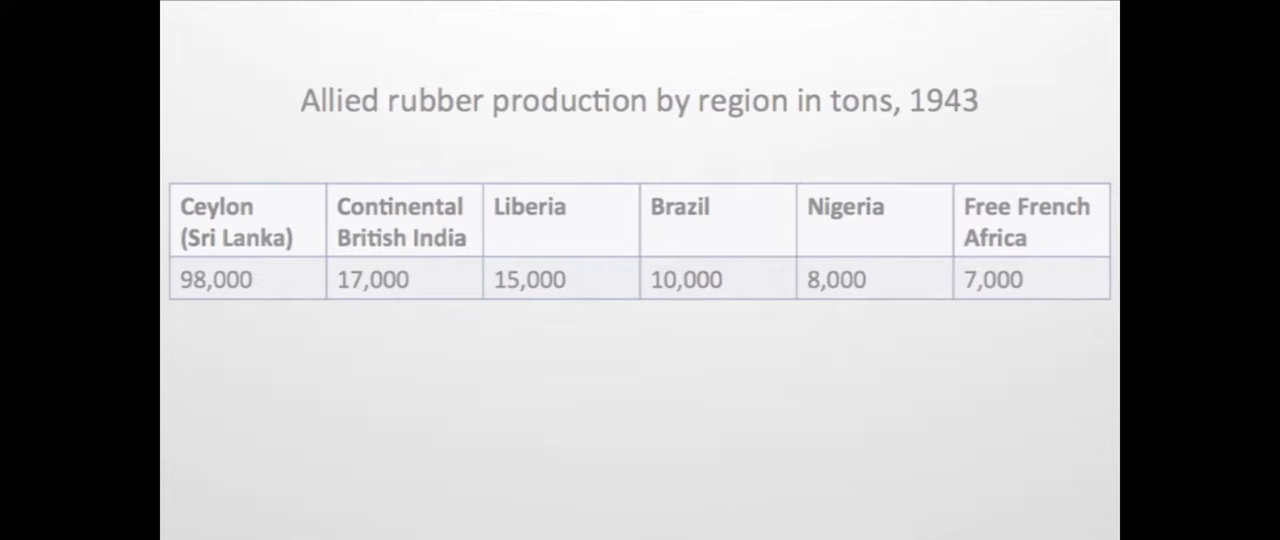 Allied rubber production by region in tons, 1943
Ceylon (Sri Lanka)
Continental British India
Liberia
Brazil
Nigeria
Free French Africa
98,000
17,000
15,000
10,000
8,000
7,000